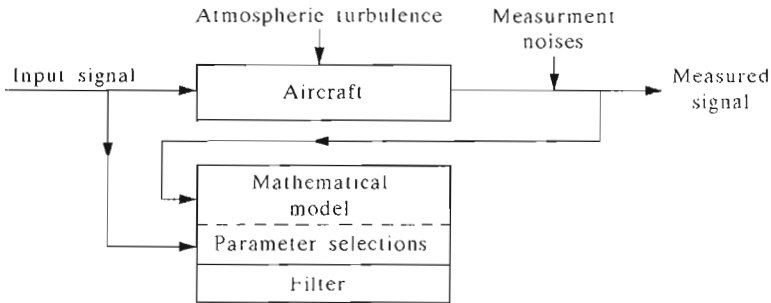 Atmospheric turbulence
Measurment
noises
Input signal
Aircraft
Measured
signal
Mathematical
model
Parameter selections
Filter